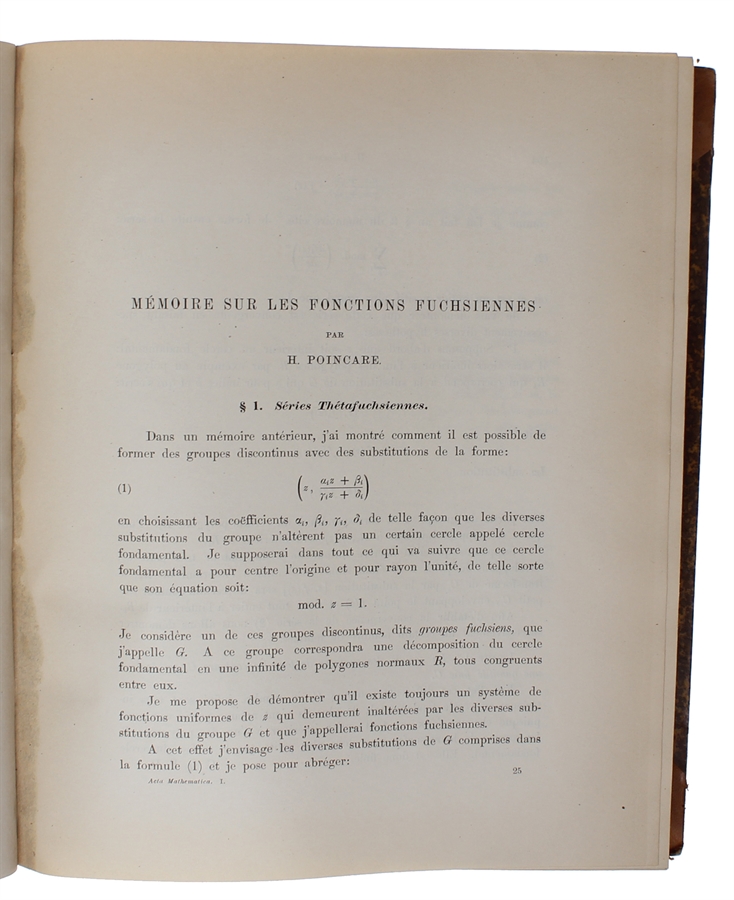 MÉMOIRE SUR LES FONCTIONS FUCHSIENNES
PAR
H. POINCARE.
§ 1. Séries Thétafuchsiennes.
Dans un mémoire antérieur, j'ai montré comment il est possible de
former des groupes discontinus avec des substitutions de la forme:
(1) (z, (αᵢz + βᵢ)/(γᵢz + δᵢ))
en choisissant les coëfficients αᵢ, βᵢ, γᵢ, δᵢ de telle façon que les diverses
substitutions du groupe n'altèrent pas un certain cercle appelé cercle
fondamental. Je supposerai dans tout ce qui va suivre que ce cercle
fondamental a pour centre l'origine et pour rayon l'unité, de telle sorte
que son équation soit:
mod. z = 1.
Je considère un de ces groupes discontinus, dits groupes fuchsiens, que
j'appelle G. A ce groupe correspondra une décomposition du cercle
fondamental en une infinité de polygones normaux R, tous congruents
entre eux.
Je me propose de démontrer qu'il existe toujours un système de
fonctions uniformes de z qui demeurent inaltérées par les diverses sub-
stitutions du groupe G et que j'appellerai fonctions fuchsiennes.
A cet effet j'envisage les diverses substitutions de G comprises dans
la formule (1) et je pose pour abréger:
Acta Mathematica. I. 25